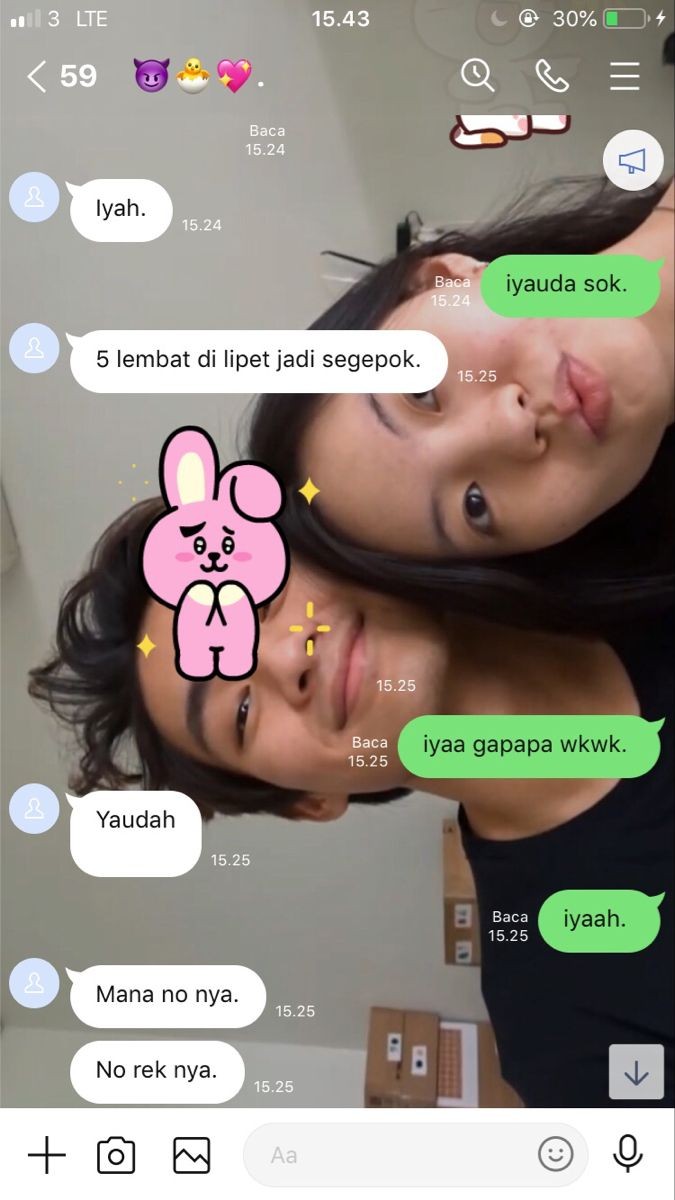 3 LTE 15.43 30%
59 😈🐣💖.
Baca
15.24
Iyah.
15.24
iyauda sok.
Baca
15.24
5 lembat di lipet jadi segepok.
15.25
15.25
iyaa gapapa wkwk.
Baca
15.25
Yaudah
15.25
iyaah.
Baca
15.25
Mana no nya.
15.25
No rek nya.
15.25
Aa